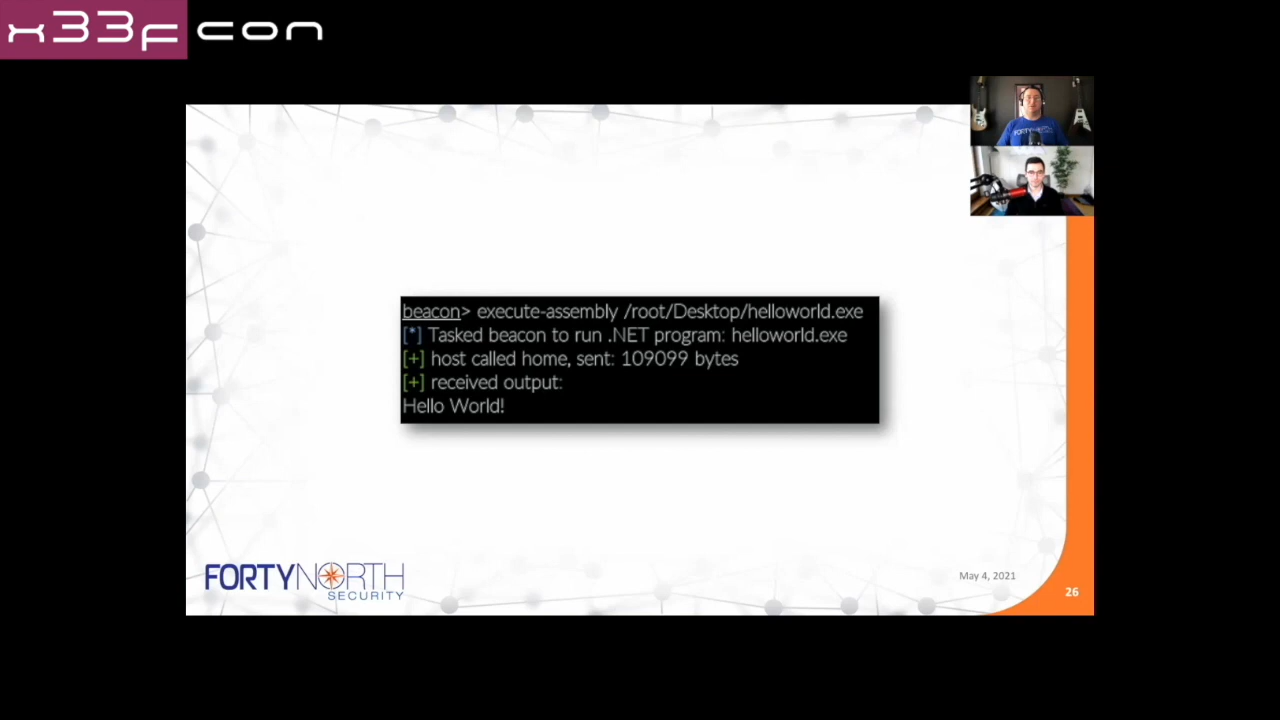 x33fcon
beacon> execute-assembly /root/Desktop/helloworld.exe
[*] Tasked beacon to run .NET program: helloworld.exe
[+] host called home, sent: 109099 bytes
[+] received output:
Hello World!
FORTYNORTH
SECURITY
May 4, 2021
26